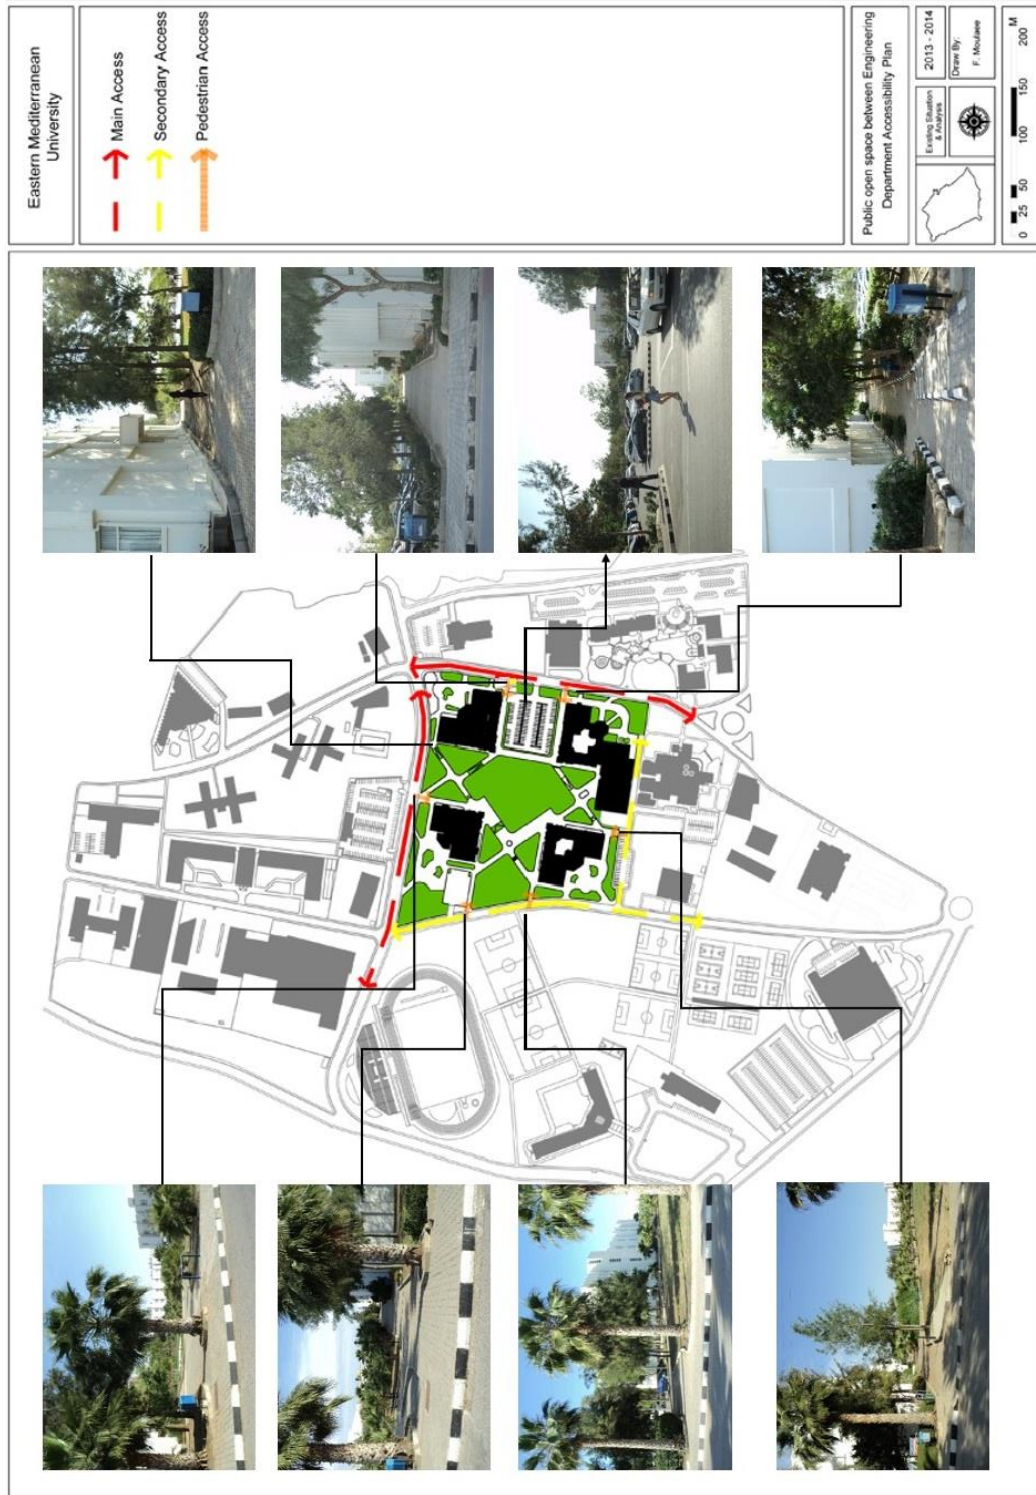 Eastern Mediterranean
University
Main Access
Secondary Access
Pedestrian Access
Public open space between Engineering
Department Accessibility Plan
Existing Situation
& Analysis
2013 - 2014
Draw By:
F. Moulaee
0 25 50 100 150 200 M